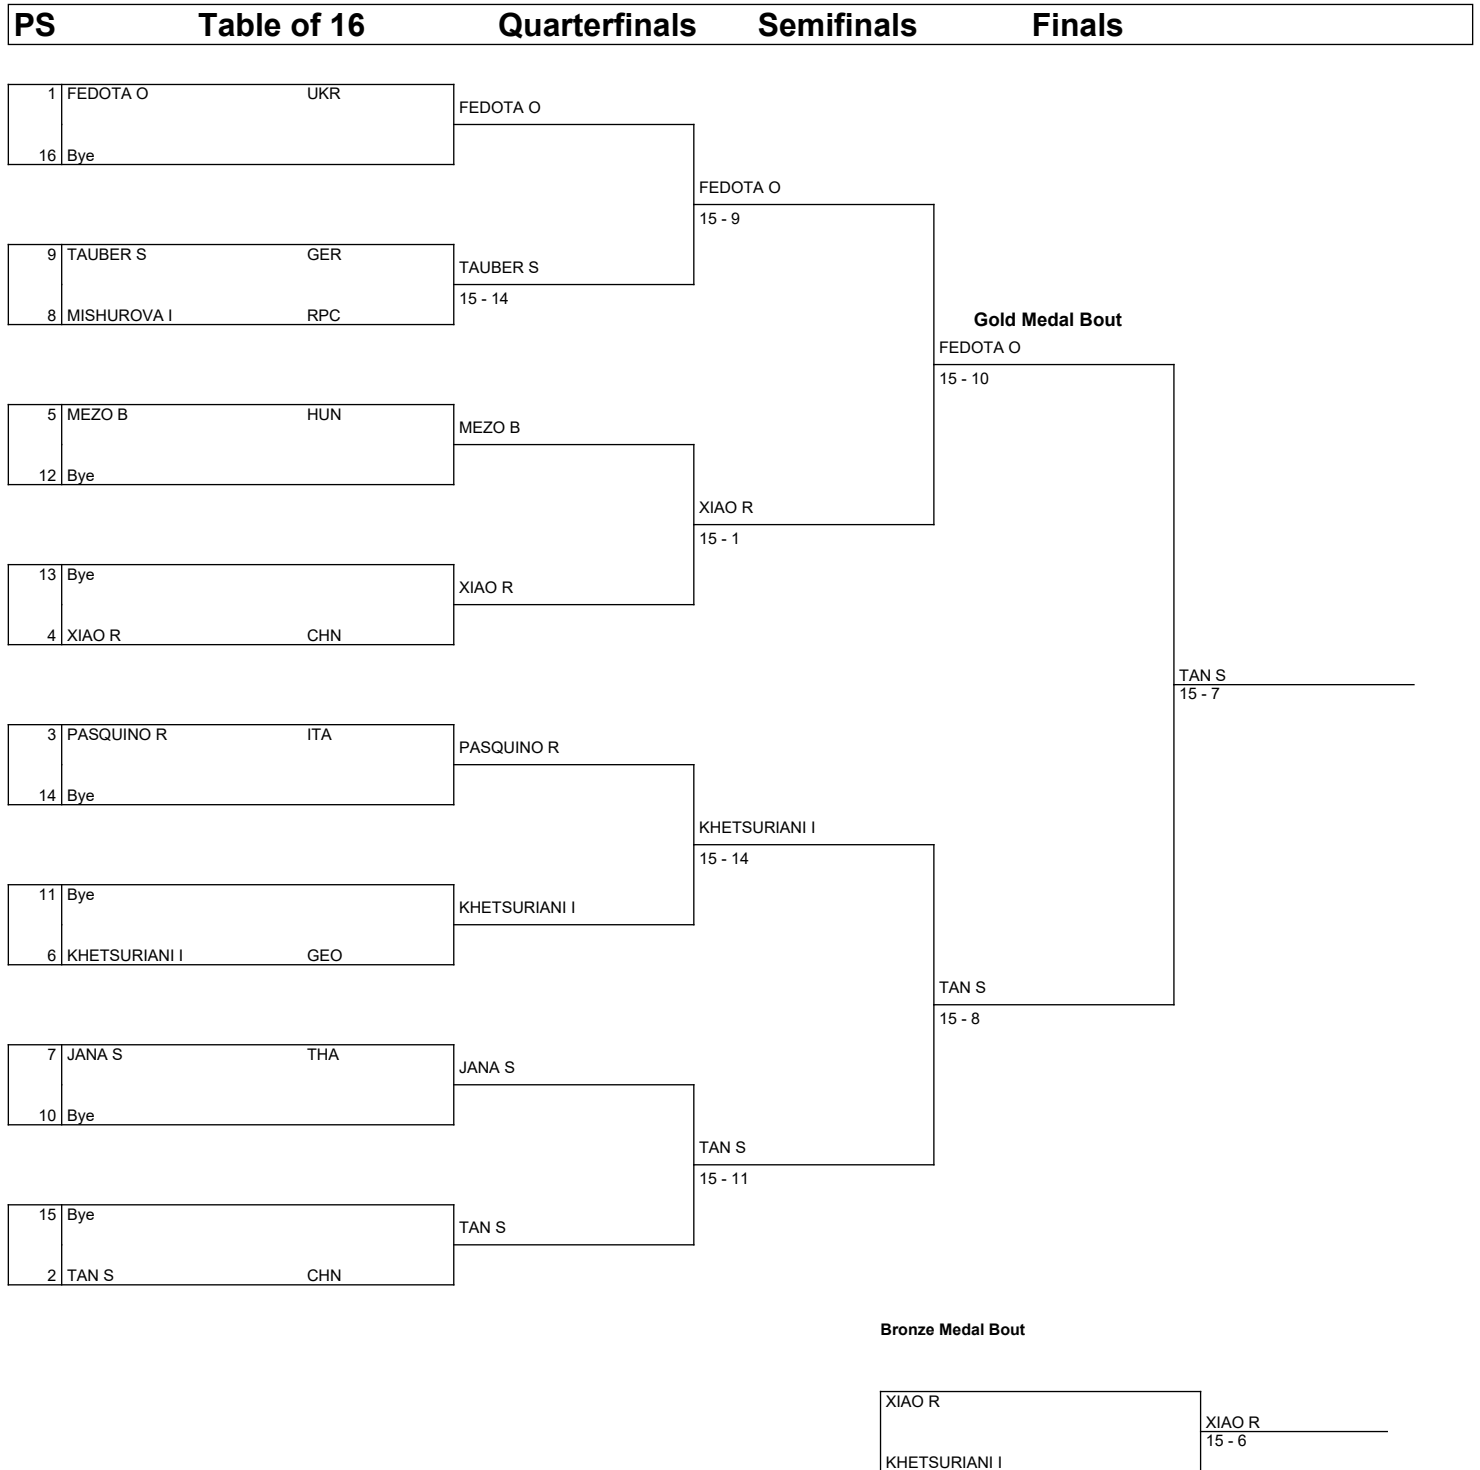 PS Table of 16 Quarterfinals Semifinals Finals
1 FEDOTA O UKR
FEDOTA O
16 Bye
FEDOTA O
15 - 9
9 TAUBER S GER
TAUBER S
15 - 14
8 MISHUROVA I RPC
Gold Medal Bout
FEDOTA O
15 - 10
5 MEZO B HUN
MEZO B
12 Bye
XIAO R
15 - 1
13 Bye
XIAO R
4 XIAO R CHN
TAN S
15 - 7
3 PASQUINO R ITA
PASQUINO R
14 Bye
KHETSURIANI I
15 - 14
11 Bye
KHETSURIANI I
6 KHETSURIANI I GEO
TAN S
15 - 8
7 JANA S THA
JANA S
10 Bye
TAN S
15 - 11
15 Bye
TAN S
2 TAN S CHN
Bronze Medal Bout
XIAO R
XIAO R
15 - 6
KHETSURIANI I